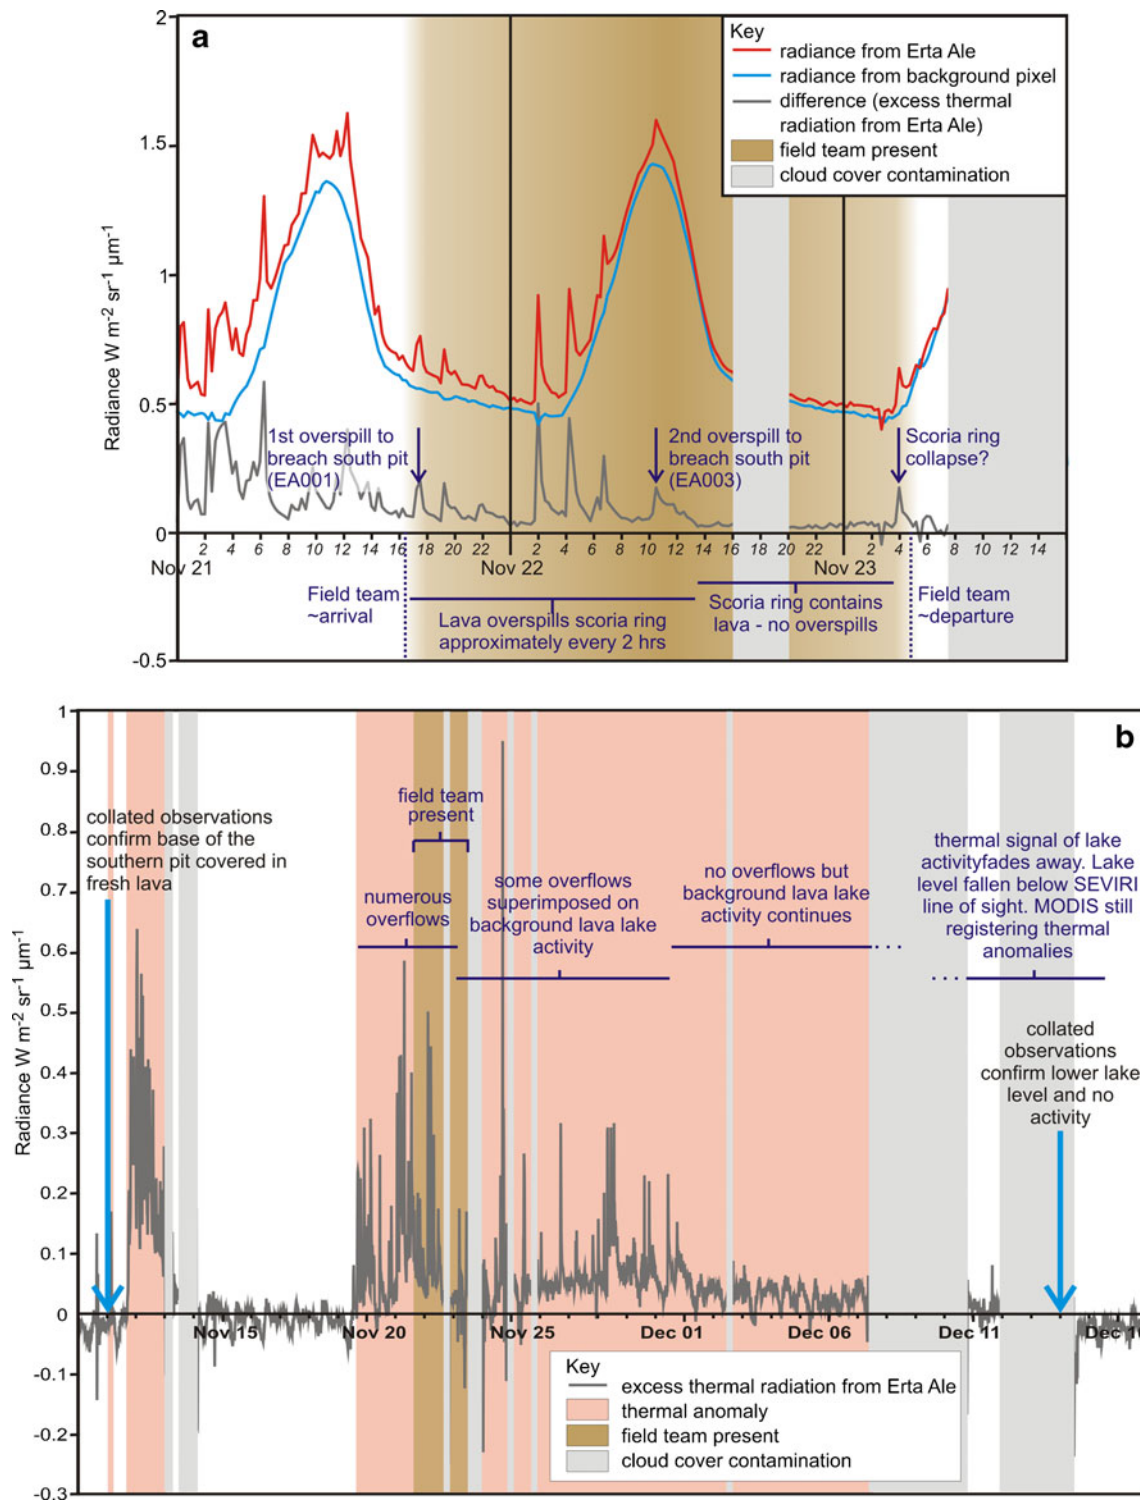 a
2
1.5
1
0.5
0
-0.5
Radiance W m-2 sr-1 µm-1
Key
radiance from Erta Ale
radiance from background pixel
difference (excess thermal
radiation from Erta Ale)
field team present
cloud cover contamination
1st overspill to
breach south pit
(EA001)
2nd overspill to
breach south pit
(EA003)
Scoria ring
collapse?
2 4 6 8 10 12 14 16 18 20 22 2 4 6 8 10 12 14 16 18 20 22 2 4 6 8 10 12 14
Nov 21 Nov 22 Nov 23
Field team
~arrival
Lava overspills scoria ring
approximately every 2 hrs
Scoria ring contains
lava - no overspills
Field team
~departure
b
1
0.9
0.8
0.7
0.6
0.5
0.4
0.3
0.2
0.1
0
-0.1
-0.2
-0.3
Radiance W m-2 sr-1 µm-1
collated observations
confirm base of the
southern pit covered in
fresh lava
field team
present
numerous
overflows
some overflows
superimposed on
background lava lake
activity
no overflows but
background lava lake
activity continues
thermal signal of lake
activityfades away. Lake
level fallen below SEVIRI
line of sight. MODIS still
registering thermal
anomalies
collated
observations
confirm lower lake
level and no
activity
Nov 15 Nov 20 Nov 25 Dec 01 Dec 06 Dec 11 Dec
Key
excess thermal radiation from Erta Ale
thermal anomaly
field team present
cloud cover contamination